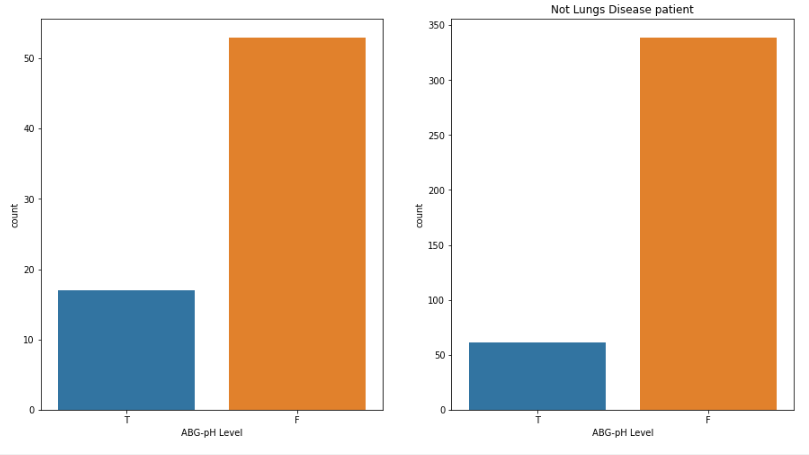 50
40
30
20
10
0
count
T
F
ABG-pH Level
Not Lungs Disease patient
350
300
250
200
150
100
50
0
count
T
F
ABG-pH Level